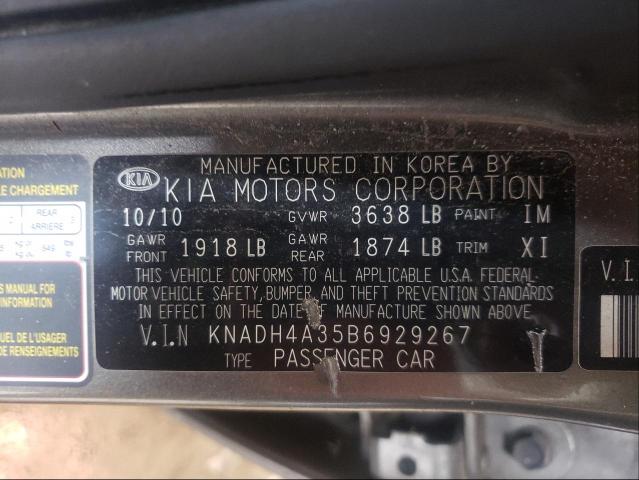 MANUFACTURED IN KOREA BY
KIA KIA MOTORS CORPORATION
10/10 GVWR 3638 LB PAINT IM
GAWR FRONT 1918 LB GAWR REAR 1874 LB TRIM XI
THIS VEHICLE CONFORMS TO ALL APPLICABLE U.S.A. FEDERAL
MOTOR VEHICLE SAFETY, BUMPER, AND THEFT PREVENTION STANDARDS
IN EFFECT ON THE DATE OF MANUFACTURE SHOWN ABOVE.
V.I.N KNADH4A35B6929267
TYPE PASSENGER CAR
ATION
E CHARGEMENT
REAR
ARRIERE 3
S MANUAL FOR
INFORMATION
UEL DE L'USAGER
V.I.